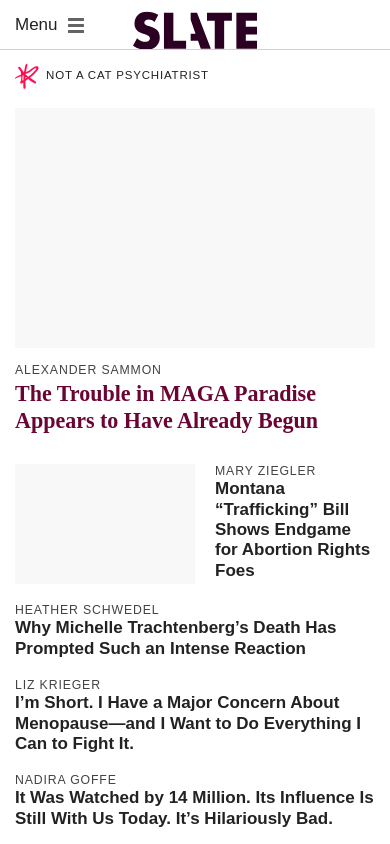 Menu
SLATE
NOT A CAT PSYCHIATRIST
ALEXANDER SAMMON
The Trouble in MAGA Paradise
Appears to Have Already Begun
MARY ZIEGLER
Montana
“Trafficking” Bill
Shows Endgame
for Abortion Rights
Foes
HEATHER SCHWEDEL
Why Michelle Trachtenberg’s Death Has
Prompted Such an Intense Reaction
LIZ KRIEGER
I’m Short. I Have a Major Concern About
Menopause—and I Want to Do Everything I
Can to Fight It.
NADIRA GOFFE
It Was Watched by 14 Million. Its Influence Is
Still With Us Today. It’s Hilariously Bad.